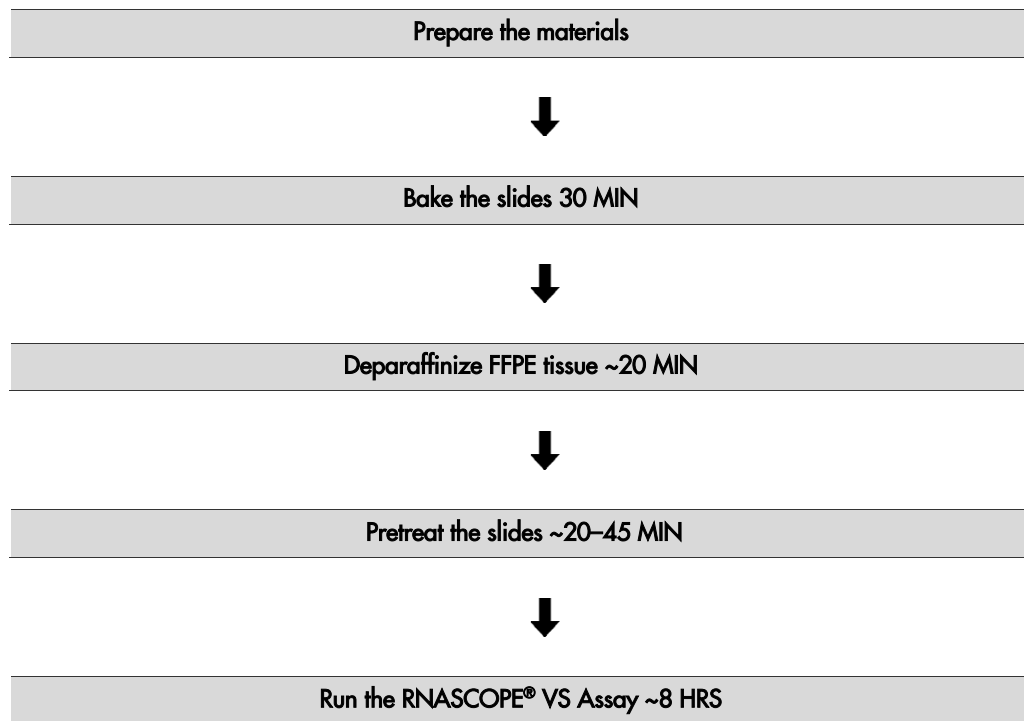 Prepare the materials
Bake the slides 30 MIN
Deparaffinize FFPE tissue ~20 MIN
Pretreat the slides ~20–45 MIN
Run the RNASCOPE® VS Assay ~8 HRS